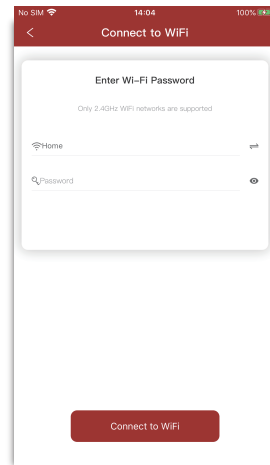 No SIM 14:04 100%
Connect to WiFi
Enter Wi-Fi Password
Only 2.4GHz WiFi networks are supported
Home
Password
Connect to WiFi